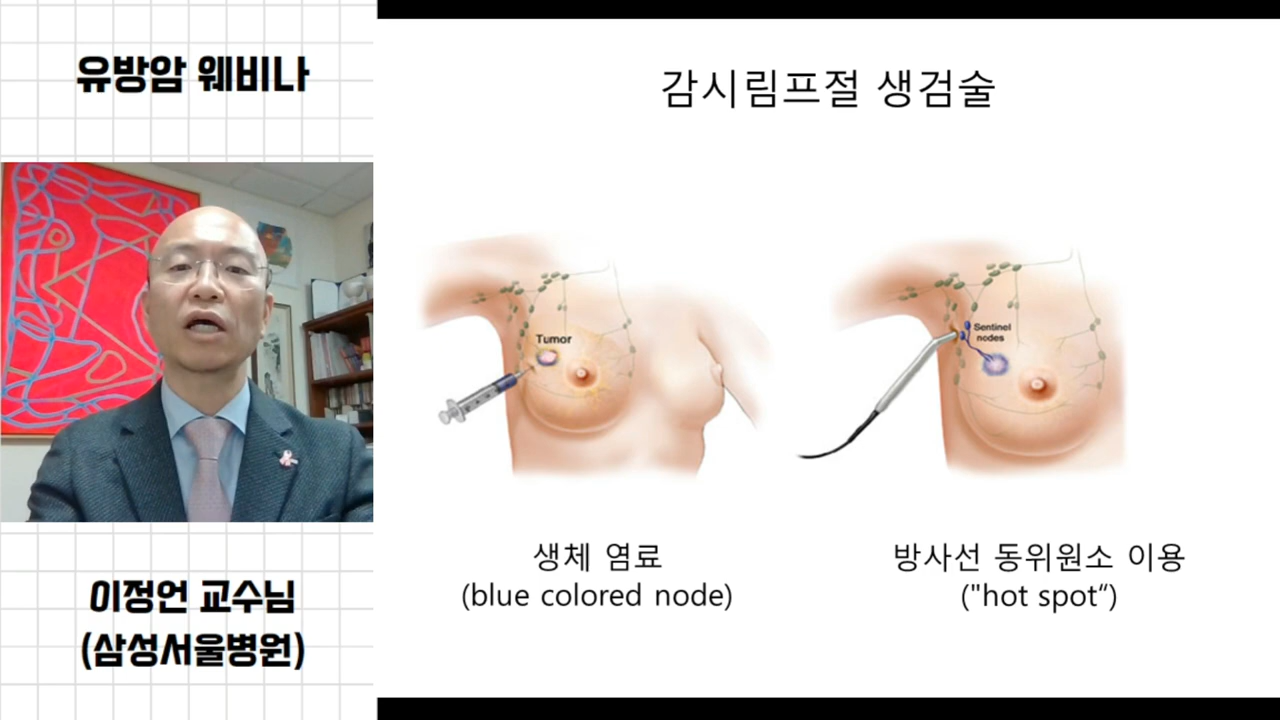 유방암 웨비나
이정언 교수님
(삼성서울병원)
감시림프절 생검술
Tumor
Sentinel
nodes
생체 염료
(blue colored node)
방사선 동위원소 이용
("hot spot“)